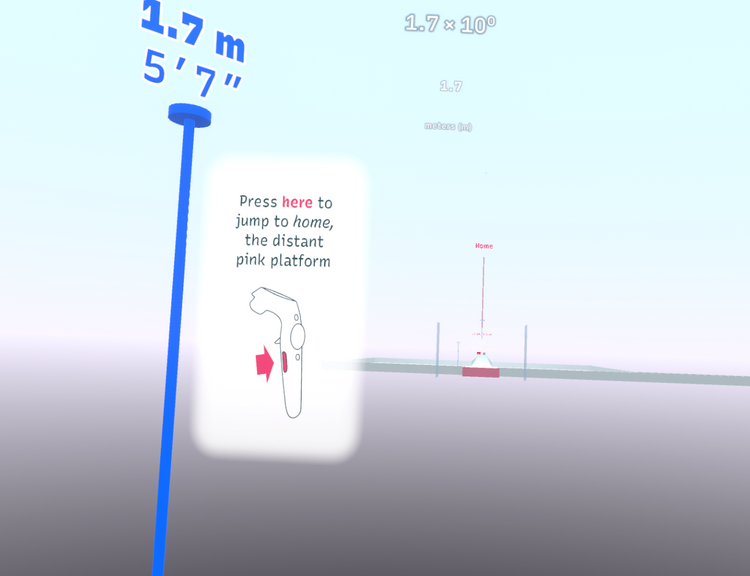 1.7 m
5’7”
1.7 × 10⁰
1.7
meters (m)
Press here to
jump to home,
the distant
pink platform
Home